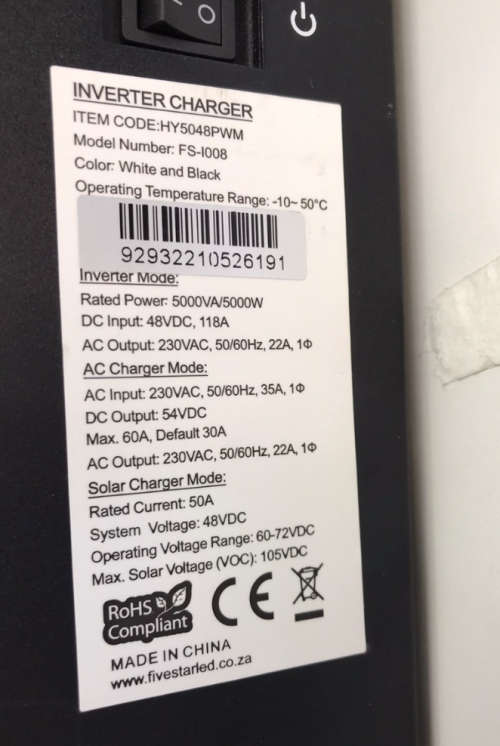 O
INVERTER CHARGER
ITEM CODE:HY5048PWM
Model Number: FS-I008
Color: White and Black
Operating Temperature Range: -10~ 50°C
92932210526191
Inverter Mode:
Rated Power: 5000VA/5000W
DC Input: 48VDC, 118A
AC Output: 230VAC, 50/60Hz, 22A, 1Φ
AC Charger Mode:
AC Input: 230VAC, 50/60Hz, 35A, 1Φ
DC Output: 54VDC
Max. 60A, Default 30A
AC Output: 230VAC, 50/60Hz, 22A, 1Φ
Solar Charger Mode:
Rated Current: 50A
System Voltage: 48VDC
Operating Voltage Range: 60-72VDC
Max. Solar Voltage (VOC): 105VDC
RoHS
Compliant
CE
MADE IN CHINA
www.fivestarled.co.za